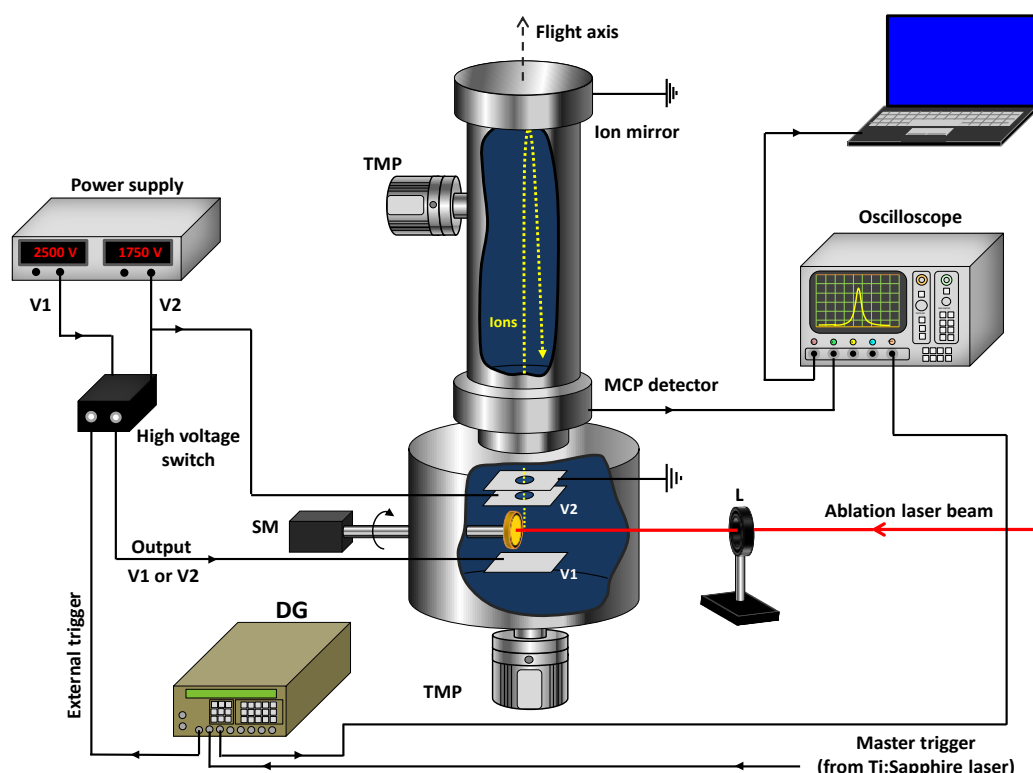 Flight axis
Ion mirror
TMP
Power supply
2500 V
1750 V
V1
V2
Oscilloscope
Ions
MCP detector
High voltage
switch
V2
L
SM
Ablation laser beam
Output
V1 or V2
V1
DG
External trigger
TMP
Master trigger
(from Ti:Sapphire laser)